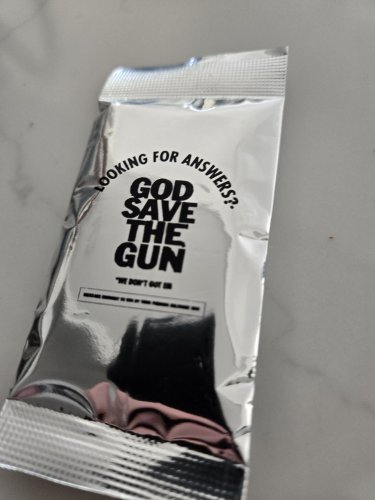 LOOKING FOR ANSWERS?
GOD
SAVE
THE
GUN
"WE DON'T GOT EM